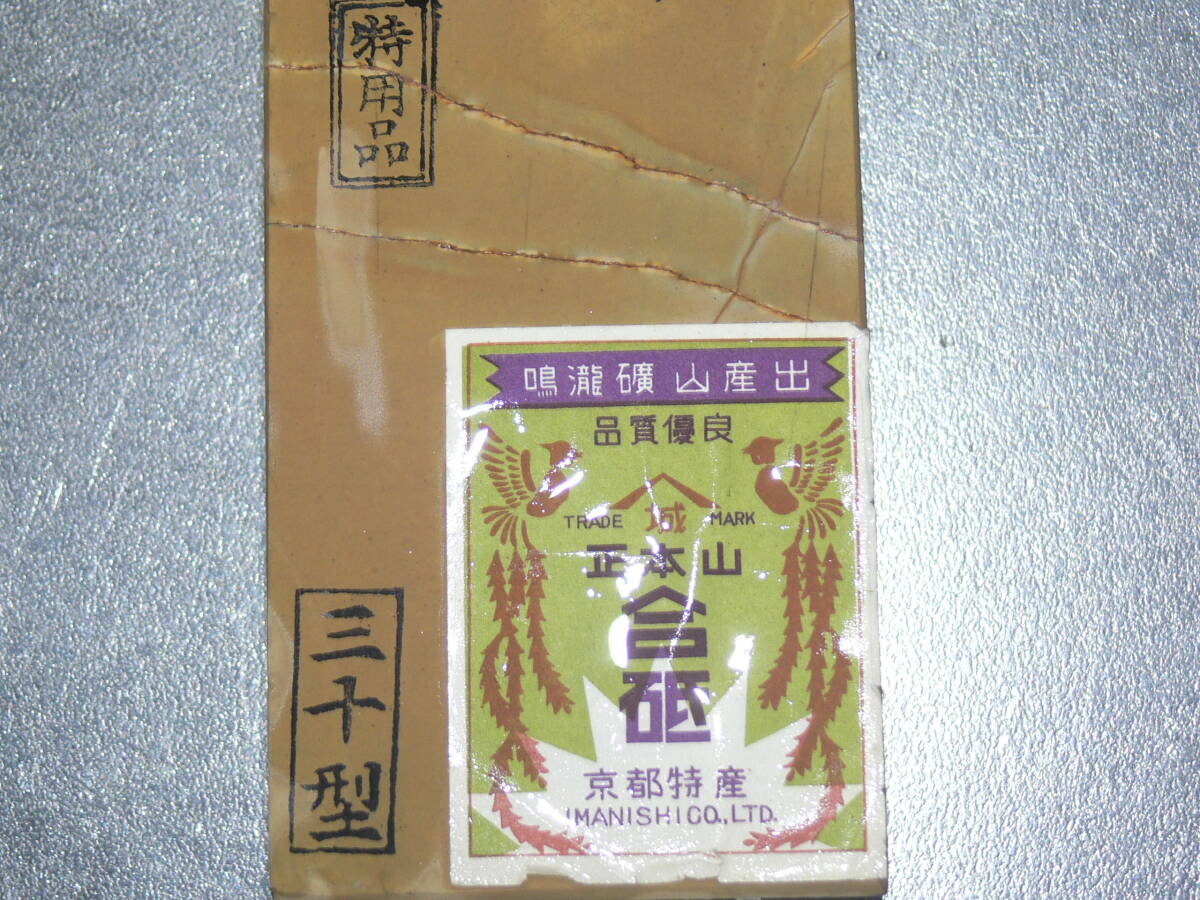 特用品
三十型
鳴瀧礦山産出
品質優良
城
TRADE MARK
正本山
合砥
京都特産
IMANISHI CO., LTD.